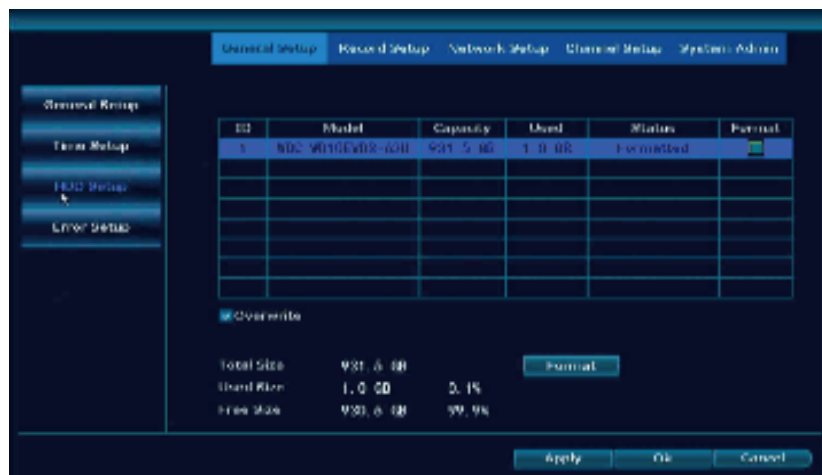 General Setup Record Setup Network Setup Channel Setup System Admin
General Setup
Time Setup
HDD Setup
Error Setup
ID Model Capacity Used Status Format
1 WDC 931.5 GB 1.0 GB Formatted
Overwrite
Total Size 931.5 GB Format
Used Size 1.0 GB 0.1%
Free Size 930.5 GB 99.9%
Apply Ok Cancel